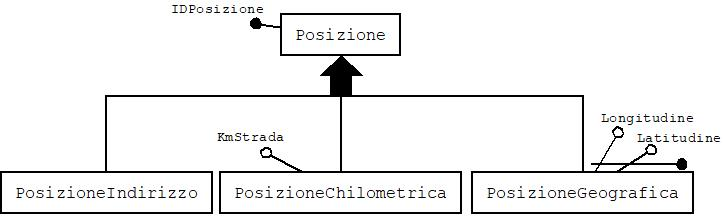 IDPosizione
Posizione
Longitudine
KmStrada
Latitudine
PosizioneIndirizzo
PosizioneChilometrica
PosizioneGeografica